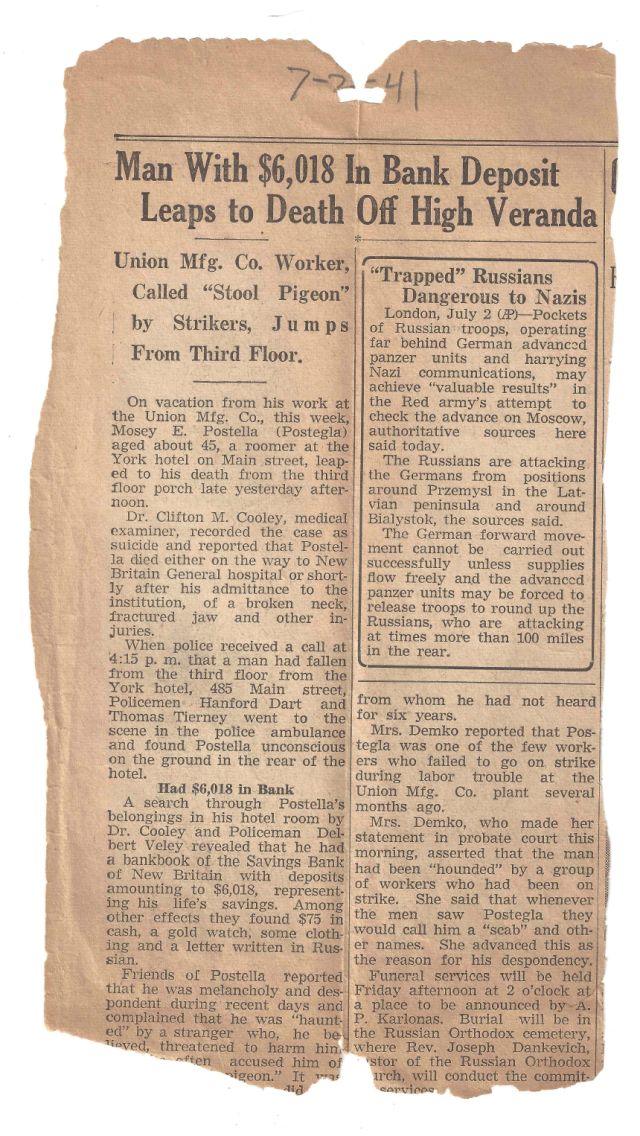 7-2-41
Man With $6,018 In Bank Deposit
Leaps to Death Off High Veranda
Union Mfg. Co. Worker,
Called "Stool Pigeon"
by Strikers, Jumps
From Third Floor.
On vacation from his work at
the Union Mfg. Co., this week,
Mosey E. Postella (Postegla)
aged about 45, a roomer at the
York hotel on Main street, leap-
ed to his death from the third
floor porch late yesterday after-
noon.
Dr. Clifton M. Cooley, medical
examiner, recorded the case as
suicide and reported that Postel-
la died either on the way to New
Britain General hospital or short-
ly after his admittance to the
institution, of a broken neck,
fractured jaw and other in-
juries.
When police received a call at
4:15 p. m. that a man had fallen
from the third floor from the
York hotel, 485 Main street,
Policemen Hanford Dart and
Thomas Tierney went to the
scene in the police ambulance
and found Postella unconscious
on the ground in the rear of the
hotel.
Had $6,018 in Bank
A search through Postella's
belongings in his hotel room by
Dr. Cooley and Policeman Del-
bert Veley revealed that he had
a bankbook of the Savings Bank
of New Britain with deposits
amounting to $6,018, represent-
ing his life's savings. Among
other effects they found $75 in
cash, a gold watch, some cloth-
ing and a letter written in Rus-
sian.
Friends of Postella reported
that he was melancholy and des-
pondent during recent days and
complained that he was "haunt-
ed" by a stranger who, he be-
lieved, threatened to harm him
often accused him of
pigeon." It was
did
"Trapped" Russians
Dangerous to Nazis
London, July 2 (AP)—Pockets
of Russian troops, operating
far behind German advanced
panzer units and harrying
Nazi communications, may
achieve "valuable results" in
the Red army's attempt to
check the advance on Moscow,
authoritative sources here
said today.
The Russians are attacking
the Germans from positions
around Przemysl in the Lat-
vian peninsula and around
Bialystok, the sources said.
The German forward move-
ment cannot be carried out
successfully unless supplies
flow freely and the advanced
panzer units may be forced to
release troops to round up the
Russians, who are attacking
at times more than 100 miles
in the rear.
from whom he had not heard
for six years.
Mrs. Demko reported that Pos-
tegla was one of the few work-
ers who failed to go on strike
during labor trouble at the
Union Mfg. Co. plant several
months ago.
Mrs. Demko, who made her
statement in probate court this
morning, asserted that the man
had been "hounded" by a group
of workers who had been on
strike. She said that whenever
the men saw Postegla they
would call him a "scab" and oth-
er names. She advanced this as
the reason for his despondency.
Funeral services will be held
Friday afternoon at 2 o'clock at
a place to be announced by A.
P. Karlonas. Burial will be in
the Russian Orthodox cemetery,
where Rev. Joseph Dankevich,
stor of the Russian Orthodox
urch, will conduct the commit-
services